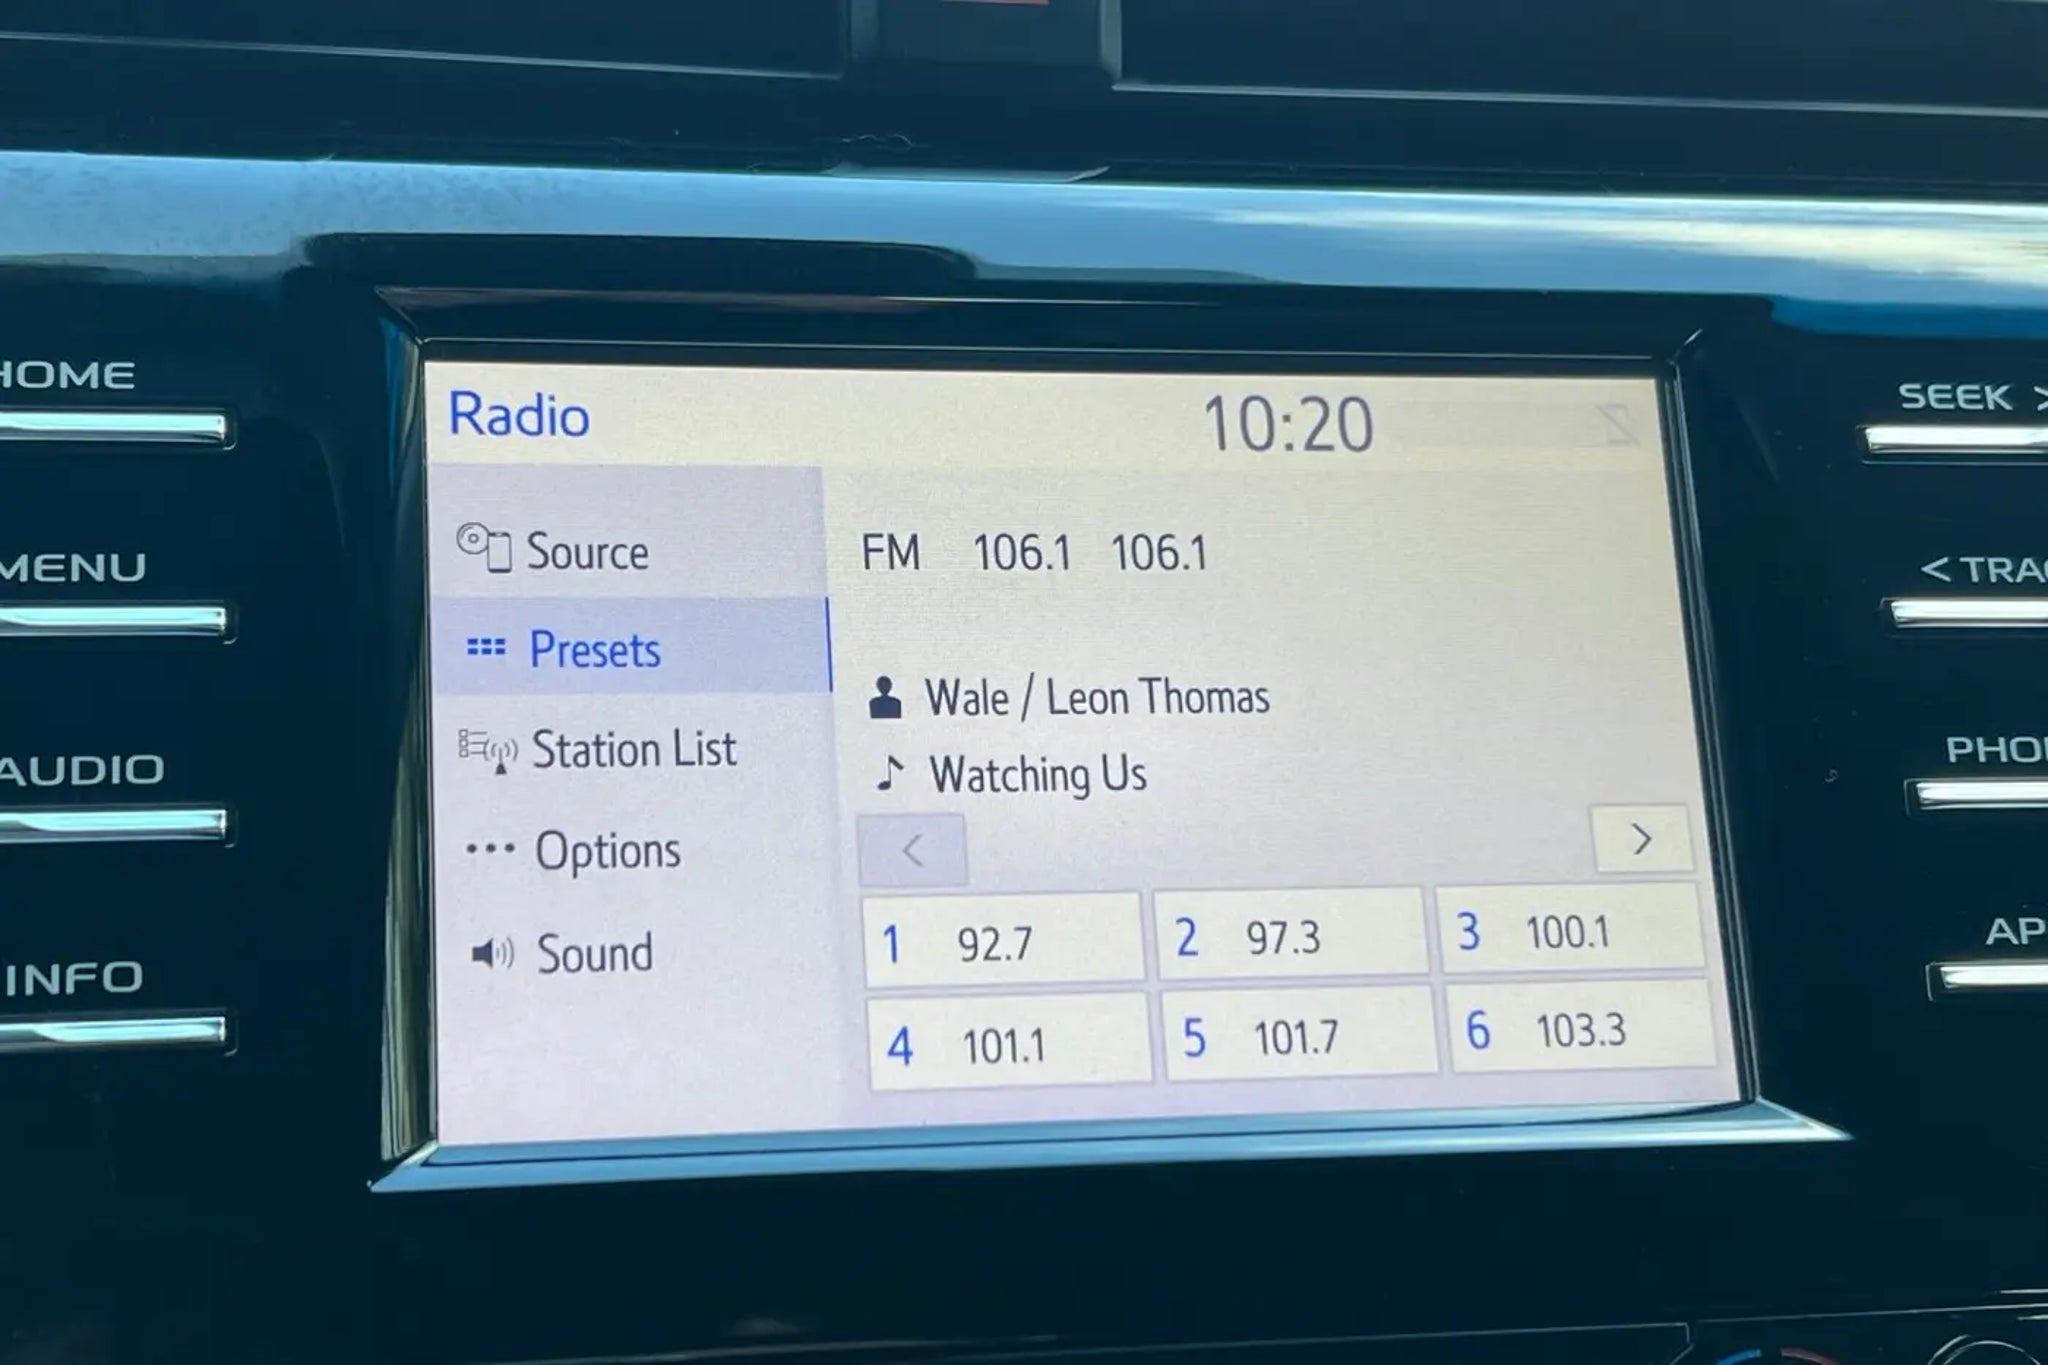 HOME
MENU
AUDIO
INFO
Radio 10:20
Source
Presets
Station List
Options
Sound
FM 106.1 106.1
Wale / Leon Thomas
Watching Us
< >
1 92.7 2 97.3 3 100.1
4 101.1 5 101.7 6 103.3
SEEK >
< TRAC
PHO
AP